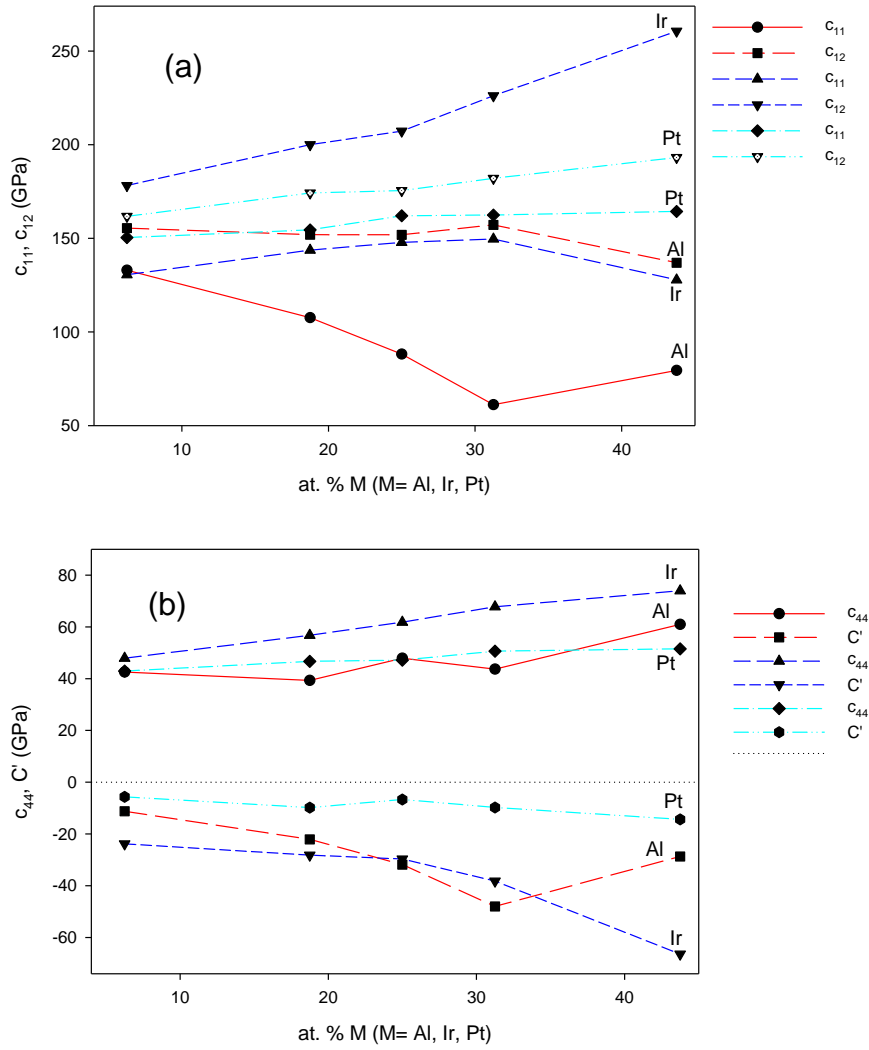 (a)
250
200
150
100
50
c₁₁, c₁₂ (GPa)
10
20
30
40
at. % M (M= Al, Ir, Pt)
Ir
Pt
Pt
Al
Ir
Al
c₁₁
c₁₂
c₁₁
c₁₂
c₁₁
c₁₂
(b)
80
60
40
20
0
-20
-40
-60
c₄₄, C' (GPa)
10
20
30
40
at. % M (M= Al, Ir, Pt)
Ir
Al
Pt
Pt
Al
Ir
c₄₄
C'
c₄₄
C'
c₄₄
C'